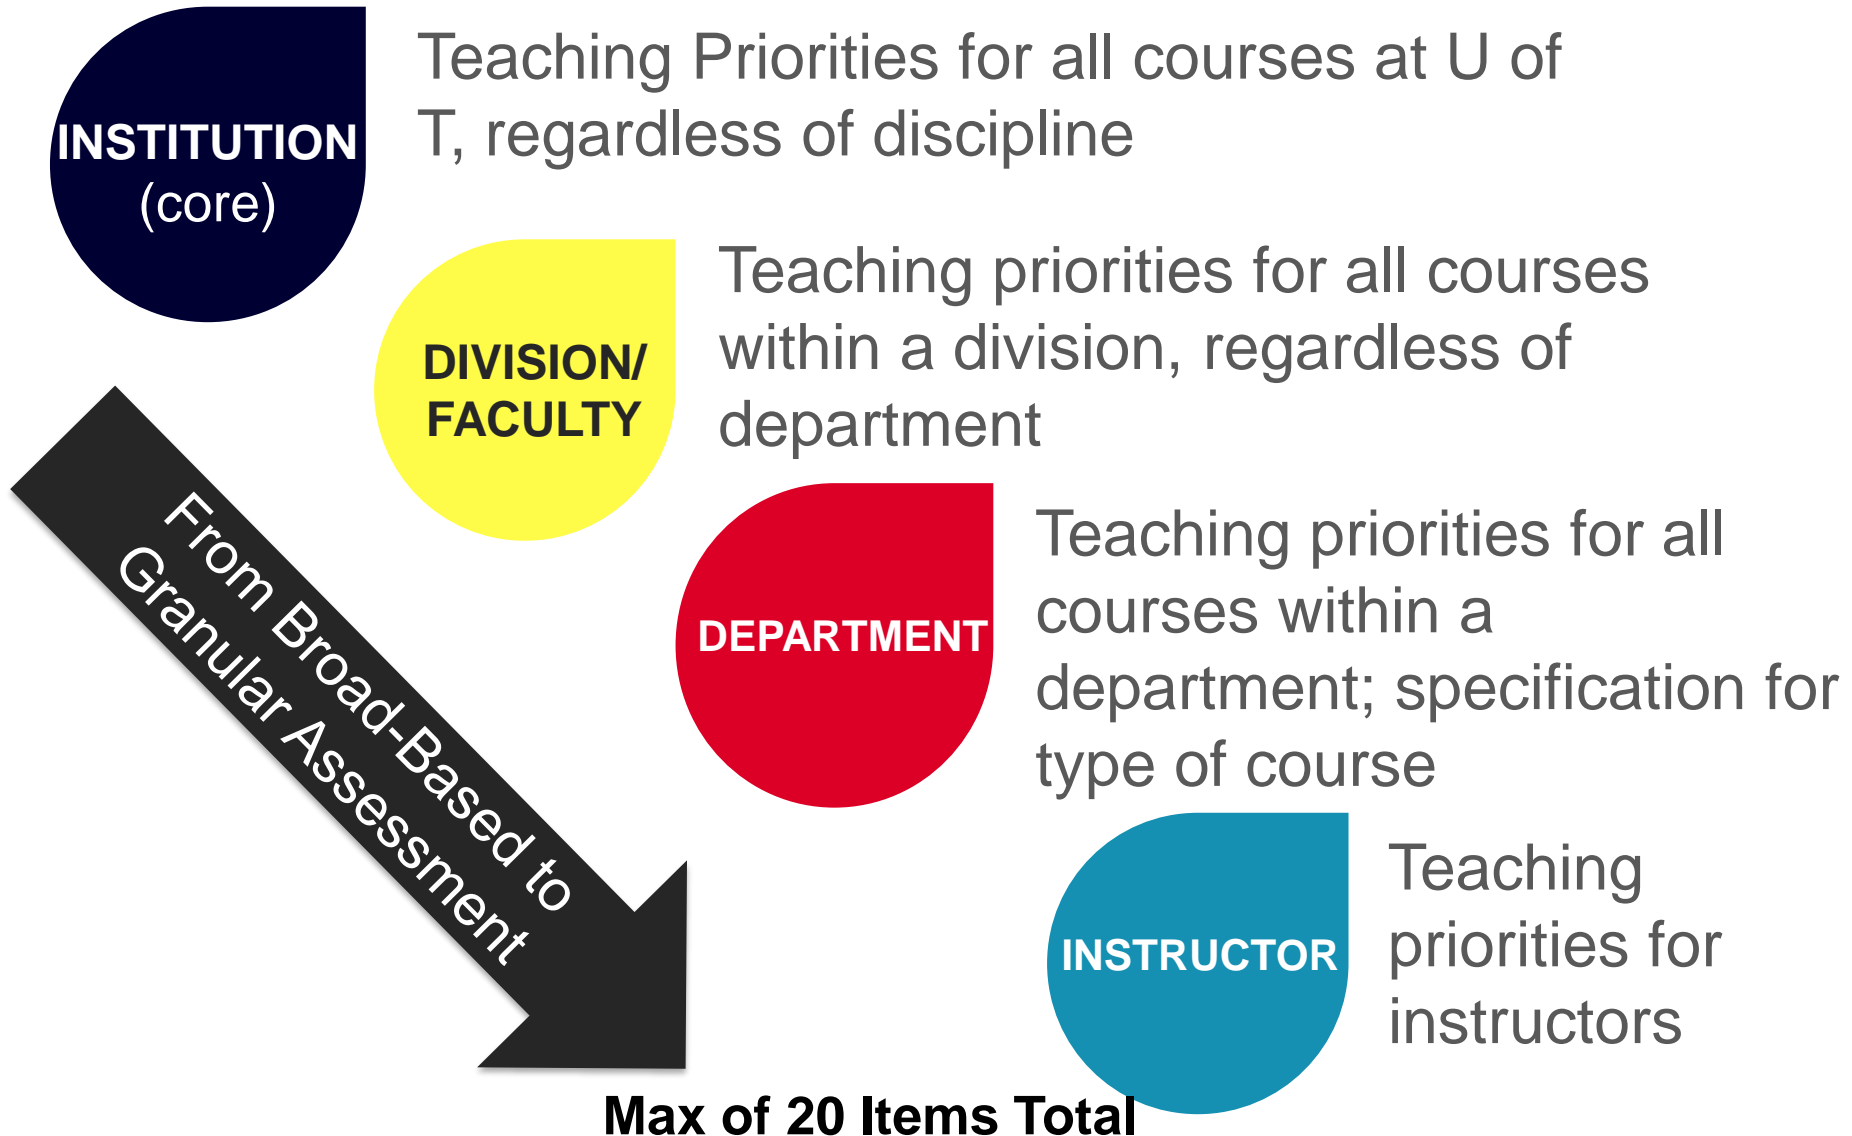 INSTITUTION
(core)
Teaching Priorities for all courses at U of
T, regardless of discipline
DIVISION/
FACULTY
Teaching priorities for all courses
within a division, regardless of
department
DEPARTMENT
Teaching priorities for all
courses within a
department; specification for
type of course
INSTRUCTOR
Teaching
priorities for
instructors
From Broad-Based to
Granular Assessment
Max of 20 Items Total